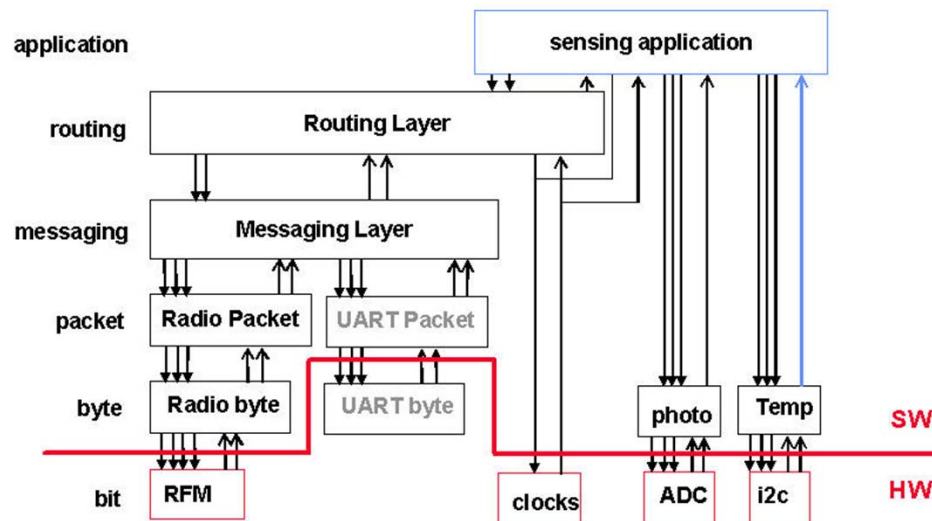 application
sensing application
routing
Routing Layer
messaging
Messaging Layer
packet
Radio Packet
UART Packet
byte
Radio byte
UART byte
photo
Temp
SW
bit
RFM
clocks
ADC
i2c
HW